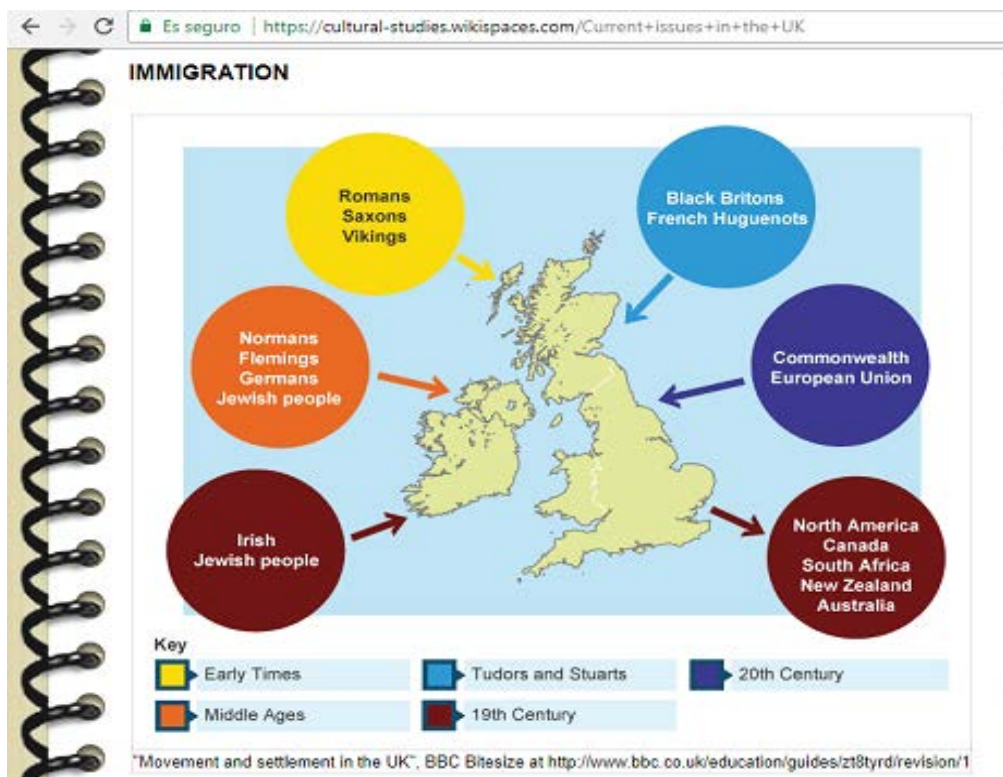 Es seguro | https://cultural-studies.wikispaces.com/Current+issues+in+the+UK
IMMIGRATION
Romans
Saxons
Vikings
Black Britons
French Huguenots
Normans
Flemings
Germans
Jewish people
Commonwealth
European Union
Irish
Jewish people
North America
Canada
South Africa
New Zealand
Australia
Key
Early Times
Tudors and Stuarts
20th Century
Middle Ages
19th Century
"Movement and settlement in the UK", BBC Bitesize at http://www.bbc.co.uk/education/guides/zt8tyrd/revision/1